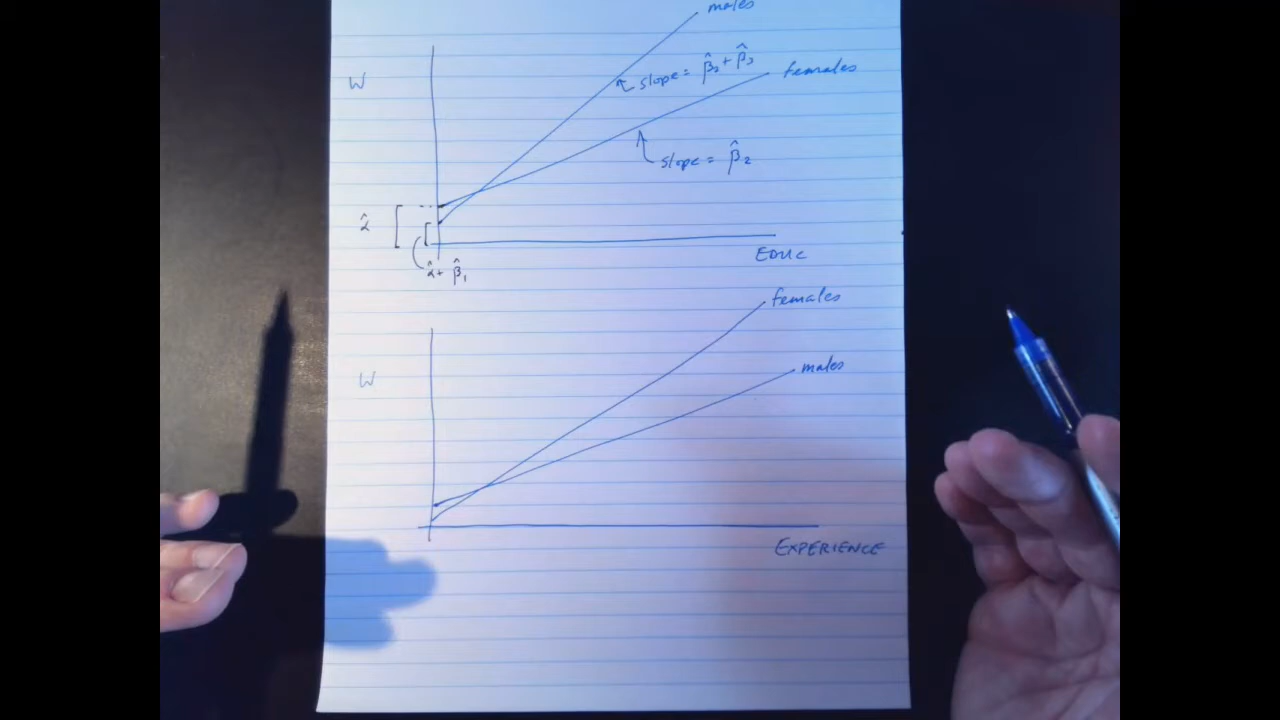 males
W
slope = β̂₂ + β̂₃
females
slope = β̂₂
α̂
EDUC
α̂ + β̂₁
females
males
W
EXPERIENCE